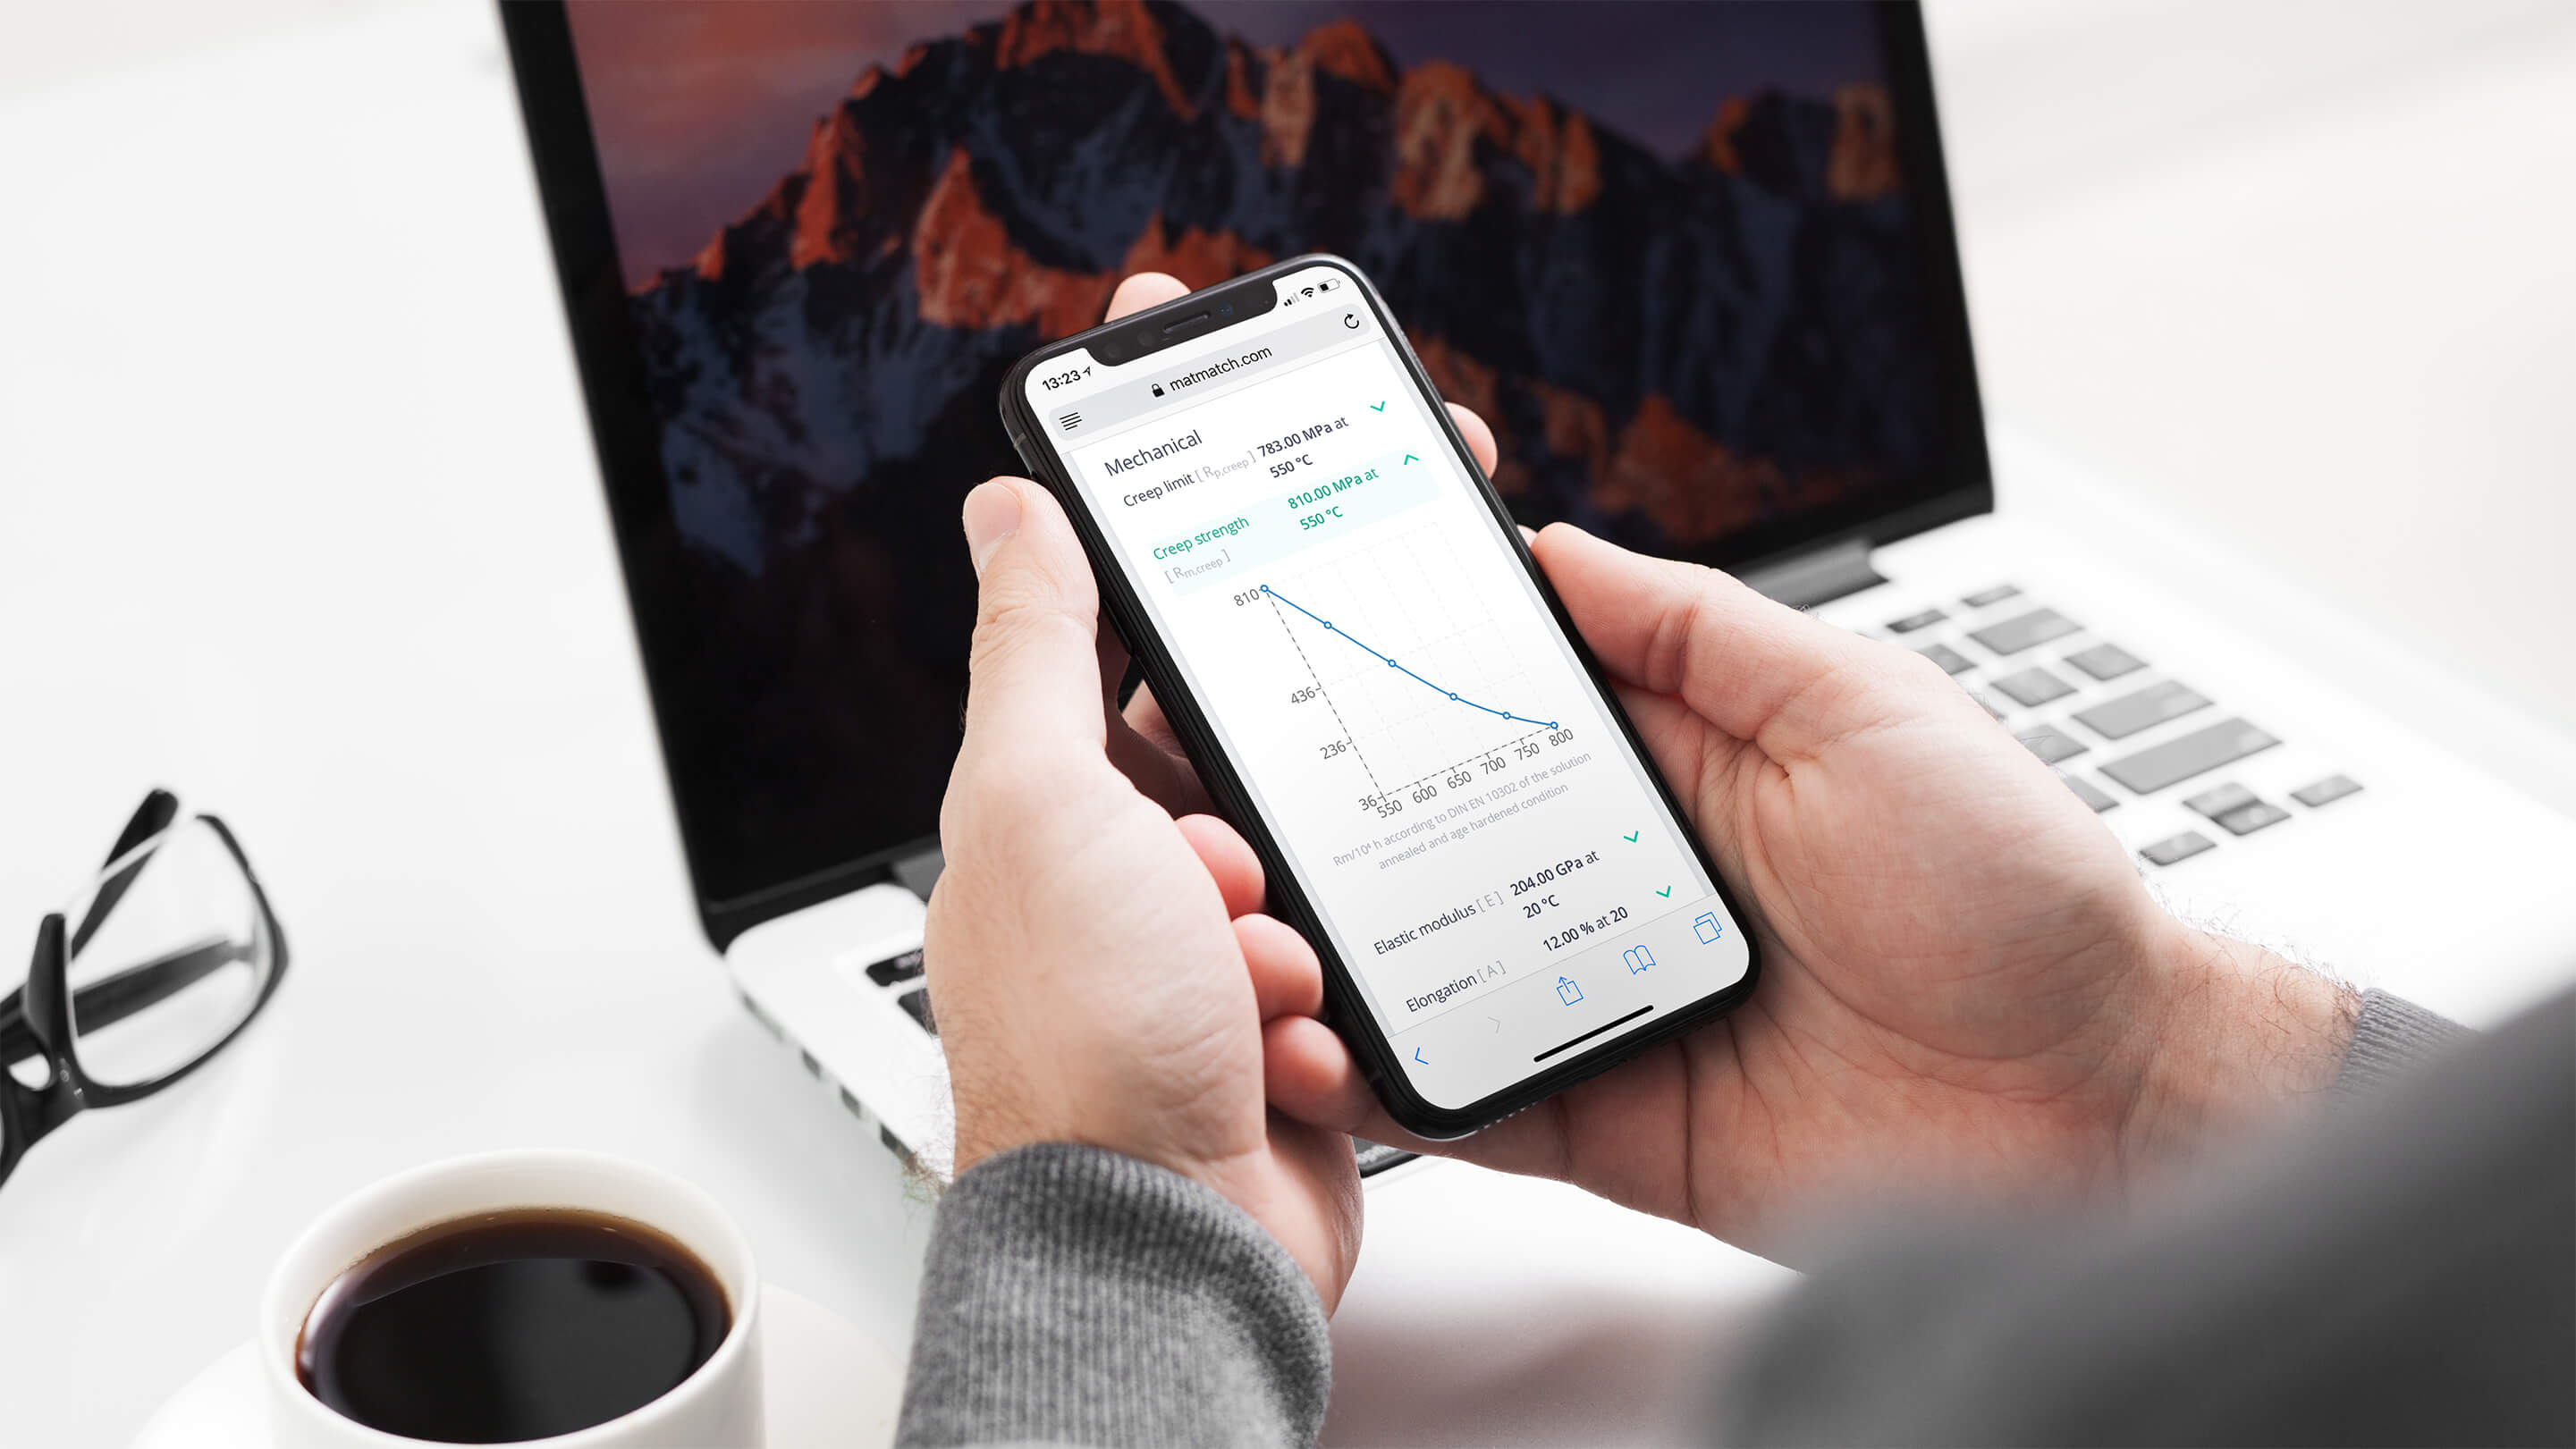 13:23
matmatch.com
Mechanical
Creep limit [ Rp,creep ] 783.00 MPa at
550 °C
Creep strength 810.00 MPa at
[ Rm,creep ] 550 °C
810
436
236
36
550 600 650 700 750 800
Rm/10⁴ h according to DIN EN 10302 of the solution
annealed and age hardened condition
Elastic modulus [ E ] 204.00 GPa at
20 °C
Elongation [ A ] 12.00 % at 20